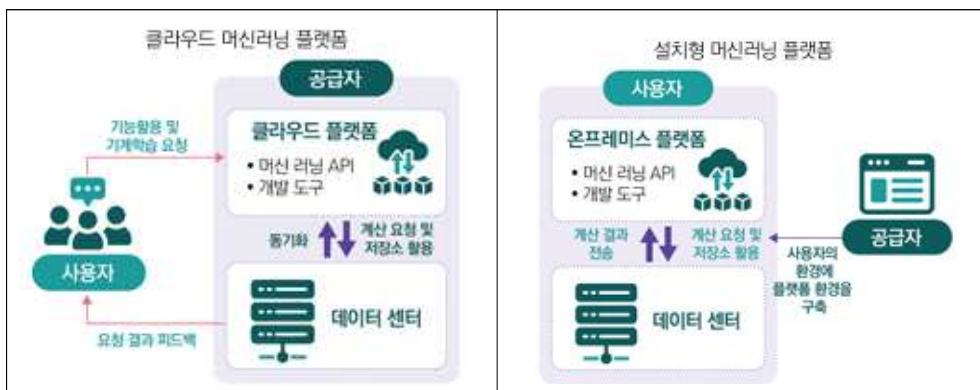 클라우드 머신러닝 플랫폼
공급자
기능활용 및
기계학습 요청
클라우드 플랫폼
• 머신 러닝 API
• 개발 도구
사용자
동기화
계산 요청 및
저장소 활용
데이터 센터
요청 결과 피드백
설치형 머신러닝 플랫폼
사용자
온프레미스 플랫폼
• 머신 러닝 API
• 개발 도구
계산 결과
전송
계산 요청 및
저장소 활용
데이터 센터
공급자
사용자의
환경에
플랫폼 환경을
구축